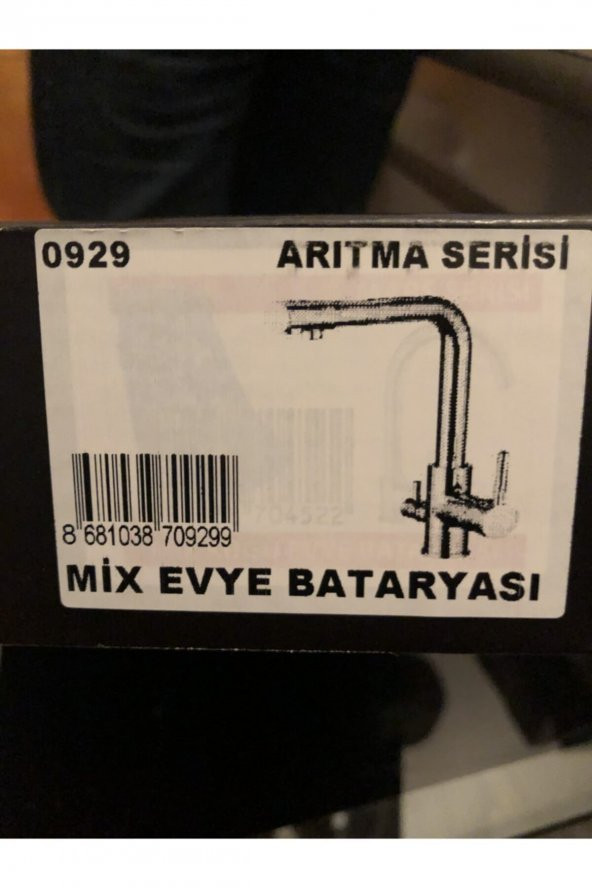 0929 ARITMA SERİSİ
8 681038 709299
MİX EVYE BATARYASI